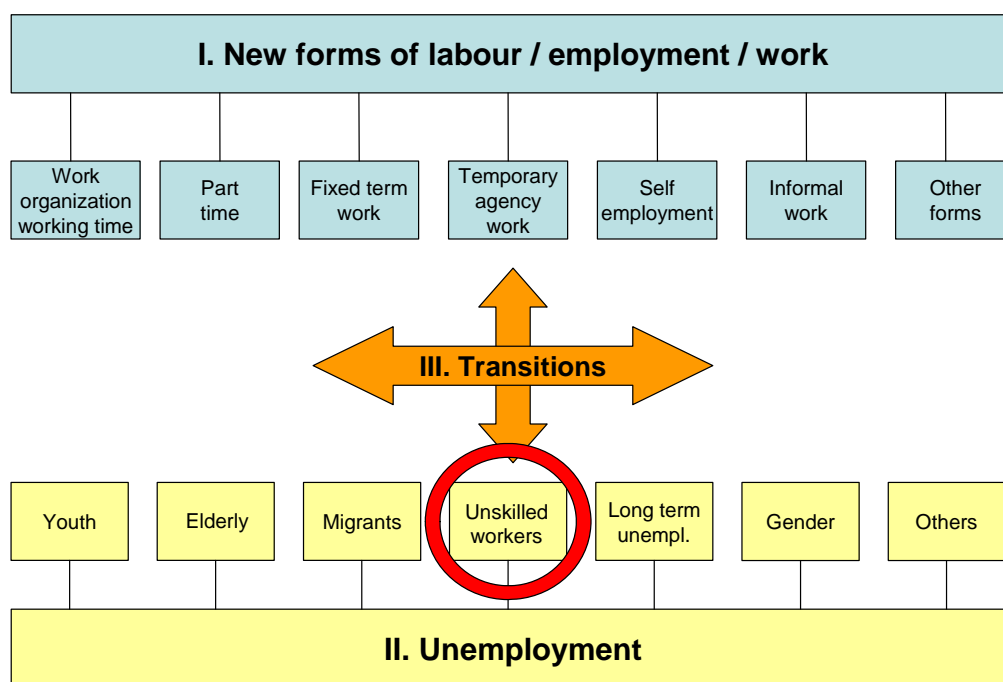 I. New forms of labour / employment / work
Work
organization
working time
Part
time
Fixed term
work
Temporary
agency
work
Self
employment
Informal
work
Other
forms
III. Transitions
Youth
Elderly
Migrants
Unskilled
workers
Long term
unempl.
Gender
Others
II. Unemployment